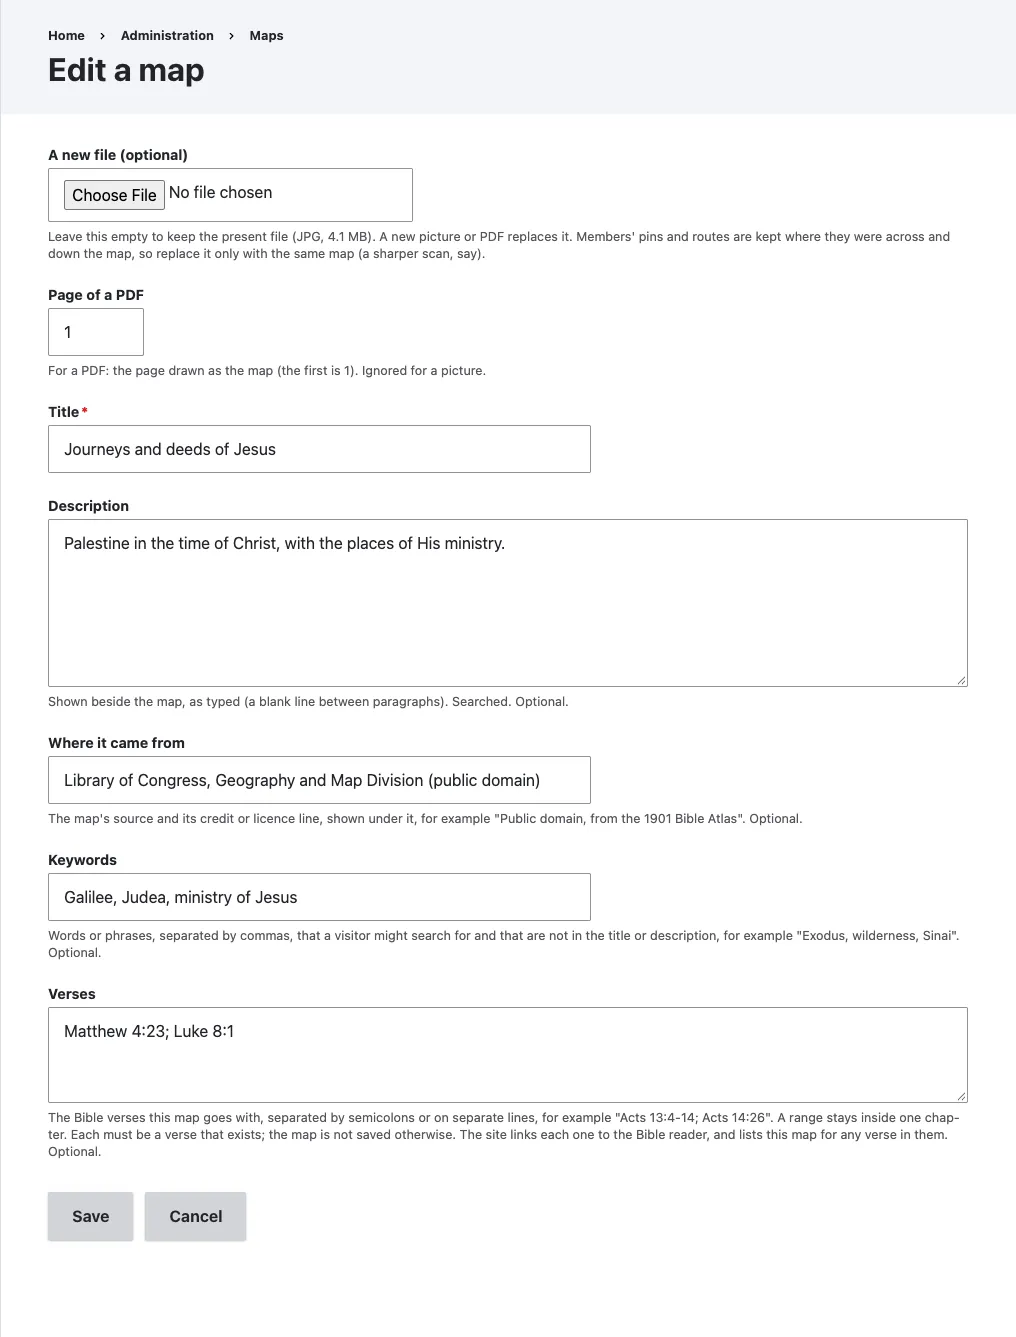 Home › Administration › Maps
Edit a map
A new file (optional)
Choose File No file chosen
Leave this empty to keep the present file (JPG, 4.1 MB). A new picture or PDF replaces it. Members' pins and routes are kept where they were across and
down the map, so replace it only with the same map (a sharper scan, say).
Page of a PDF
1
For a PDF: the page drawn as the map (the first is 1). Ignored for a picture.
Title*
Journeys and deeds of Jesus
Description
Palestine in the time of Christ, with the places of His ministry.
Shown beside the map, as typed (a blank line between paragraphs). Searched. Optional.
Where it came from
Library of Congress, Geography and Map Division (public domain)
The map's source and its credit or licence line, shown under it, for example "Public domain, from the 1901 Bible Atlas". Optional.
Keywords
Galilee, Judea, ministry of Jesus
Words or phrases, separated by commas, that a visitor might search for and that are not in the title or description, for example "Exodus, wilderness, Sinai".
Optional.
Verses
Matthew 4:23; Luke 8:1
The Bible verses this map goes with, separated by semicolons or on separate lines, for example "Acts 13:4-14; Acts 14:26". A range stays inside one chap-
ter. Each must be a verse that exists; the map is not saved otherwise. The site links each one to the Bible reader, and lists this map for any verse in them.
Optional.
Save Cancel